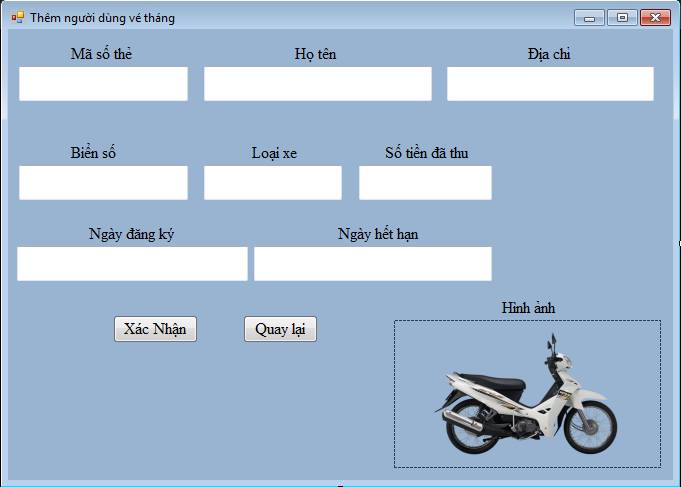 Thêm người dùng vé tháng
Mã số thẻ
Họ tên
Địa chỉ
Biển số
Loại xe
Số tiền đã thu
Ngày đăng ký
Ngày hết hạn
Hình ảnh
Xác Nhận
Quay lại